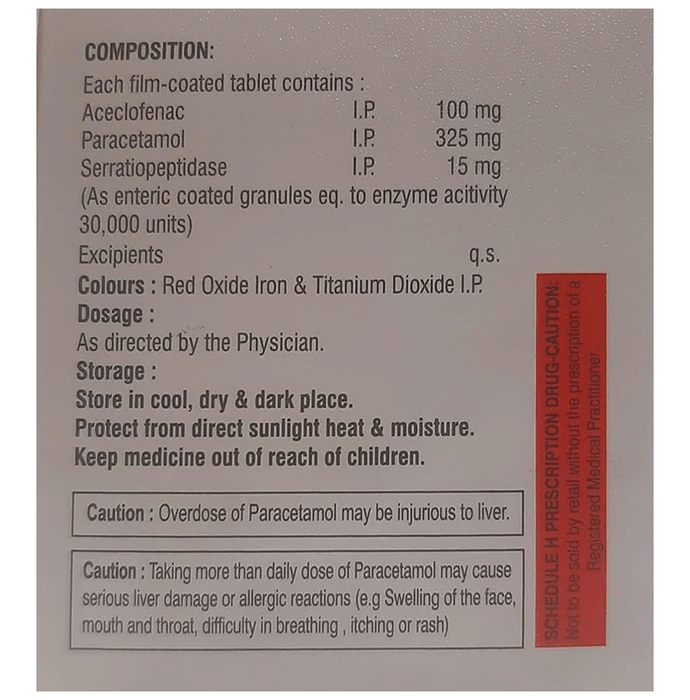 COMPOSITION:
Each film-coated tablet contains :
Aceclofenac I.P. 100 mg
Paracetamol I.P. 325 mg
Serratiopeptidase I.P. 15 mg
(As enteric coated granules eq. to enzyme acitivity
30,000 units)
Excipients q.s.
Colours : Red Oxide Iron & Titanium Dioxide I.P.
Dosage :
As directed by the Physician.
Storage :
Store in cool, dry & dark place.
Protect from direct sunlight heat & moisture.
Keep medicine out of reach of children.
Caution : Overdose of Paracetamol may be injurious to liver.
Caution : Taking more than daily dose of Paracetamol may cause
serious liver damage or allergic reactions (e.g Swelling of the face,
mouth and throat, difficulty in breathing , itching or rash)
SCHEDULE H PRESCRIPTION DRUG-CAUTION:
Not to be sold by retail without the prescription of a
Registered Medical Practitioner.